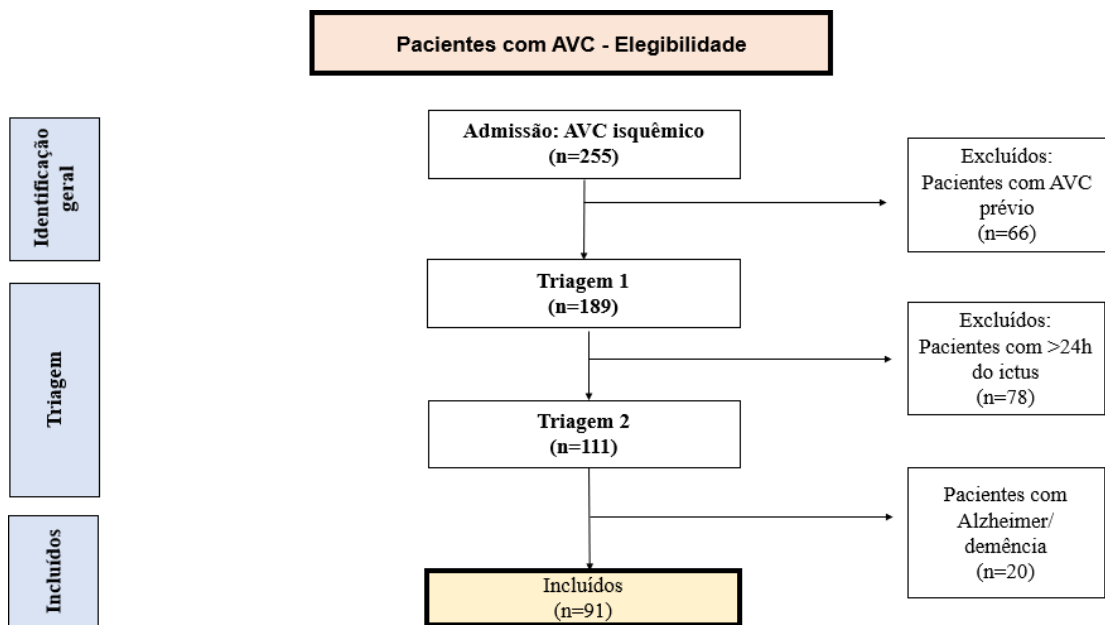 Pacientes com AVC - Elegibilidade
Identificação
geral
Admissão: AVC isquêmico
(n=255)
Excluídos:
Pacientes com AVC
prévio
(n=66)
Triagem
Triagem 1
(n=189)
Excluídos:
Pacientes com >24h
do ictus
(n=78)
Triagem 2
(n=111)
Pacientes com
Alzheimer/
demência
(n=20)
Incluídos
Incluídos
(n=91)